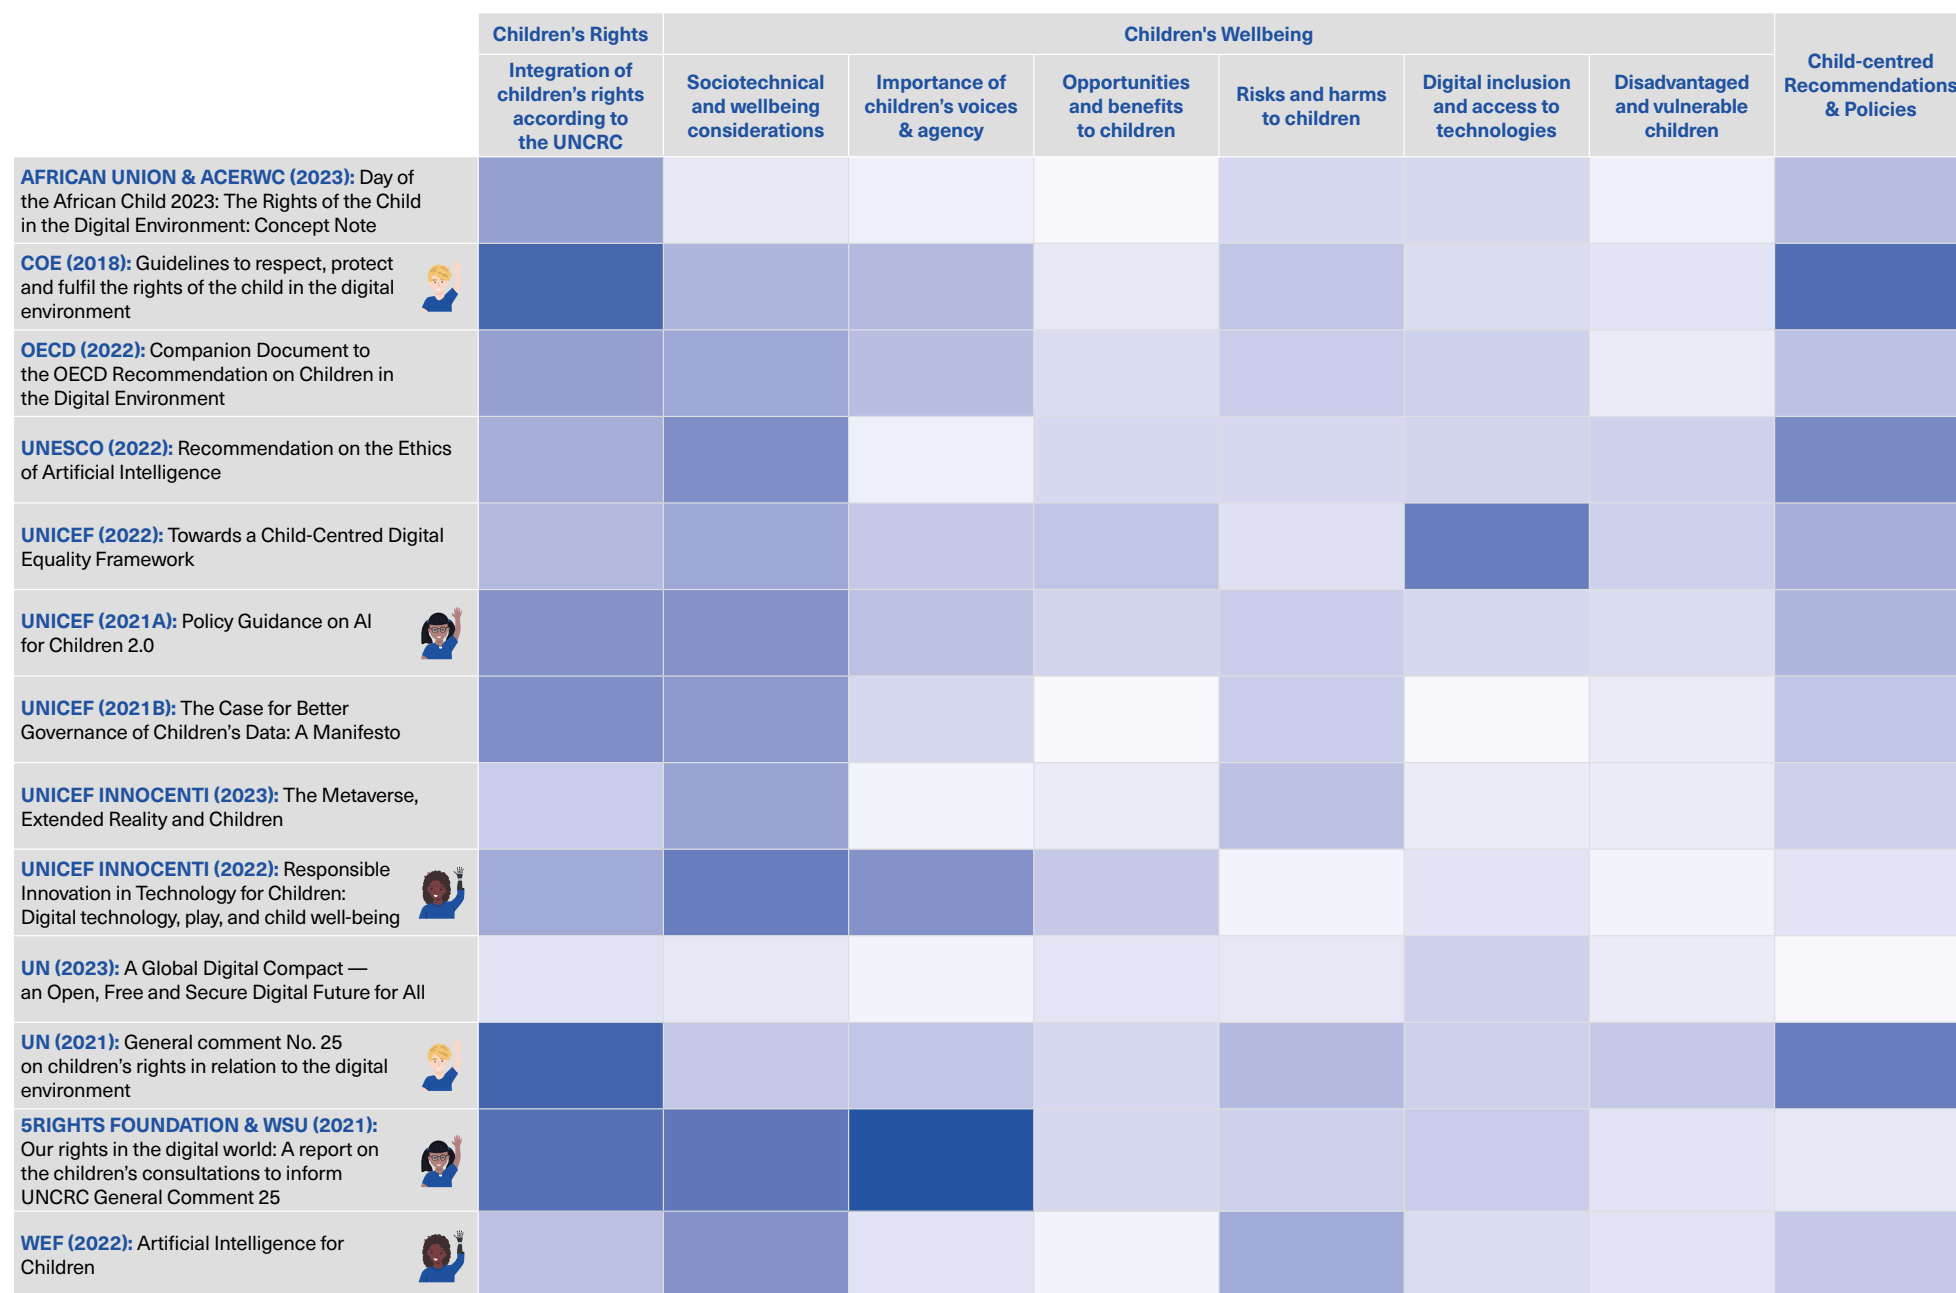 Children’s Rights
Children's Wellbeing
Child-centred
Recommendations
& Policies
Integration of
children’s rights
according to
the UNCRC
Sociotechnical
and wellbeing
considerations
Importance of
children’s voices
& agency
Opportunities
and benefits
to children
Risks and harms
to children
Digital inclusion
and access to
technologies
Disadvantaged
and vulnerable
children
AFRICAN UNION & ACERWC (2023): Day of
the African Child 2023: The Rights of the Child
in the Digital Environment: Concept Note
COE (2018): Guidelines to respect, protect
and fulfil the rights of the child in the digital
environment
OECD (2022): Companion Document to
the OECD Recommendation on Children in
the Digital Environment
UNESCO (2022): Recommendation on the Ethics
of Artificial Intelligence
UNICEF (2022): Towards a Child-Centred Digital
Equality Framework
UNICEF (2021A): Policy Guidance on AI
for Children 2.0
UNICEF (2021B): The Case for Better
Governance of Children’s Data: A Manifesto
UNICEF INNOCENTI (2023): The Metaverse,
Extended Reality and Children
UNICEF INNOCENTI (2022): Responsible
Innovation in Technology for Children:
Digital technology, play, and child well-being
UN (2023): A Global Digital Compact —
an Open, Free and Secure Digital Future for All
UN (2021): General comment No. 25
on children’s rights in relation to the digital
environment
5RIGHTS FOUNDATION & WSU (2021):
Our rights in the digital world: A report on
the children’s consultations to inform
UNCRC General Comment 25
WEF (2022): Artificial Intelligence for
Children